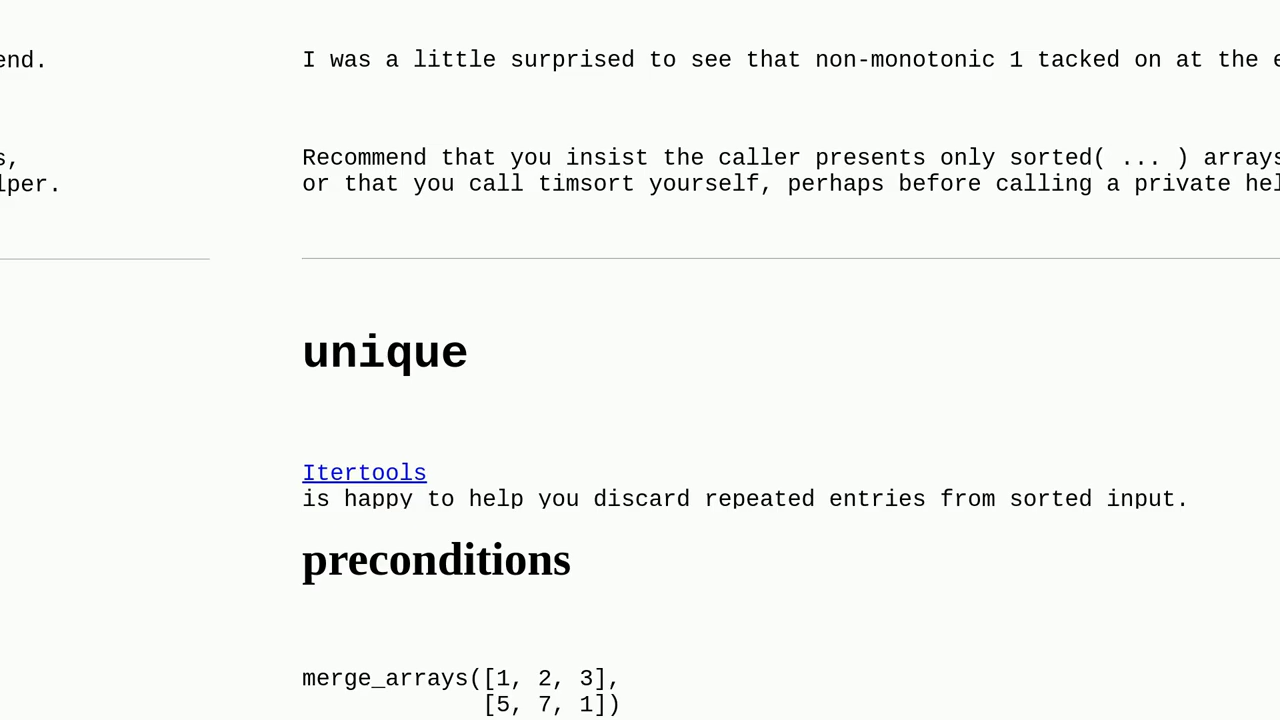 end.
s,
lper.
I was a little surprised to see that non-monotonic 1 tacked on at the e
Recommend that you insist the caller presents only sorted( ... ) arrays
or that you call timsort yourself, perhaps before calling a private hel
unique
Itertools
is happy to help you discard repeated entries from sorted input.
preconditions
merge_arrays([1, 2, 3],
[5, 7, 1])